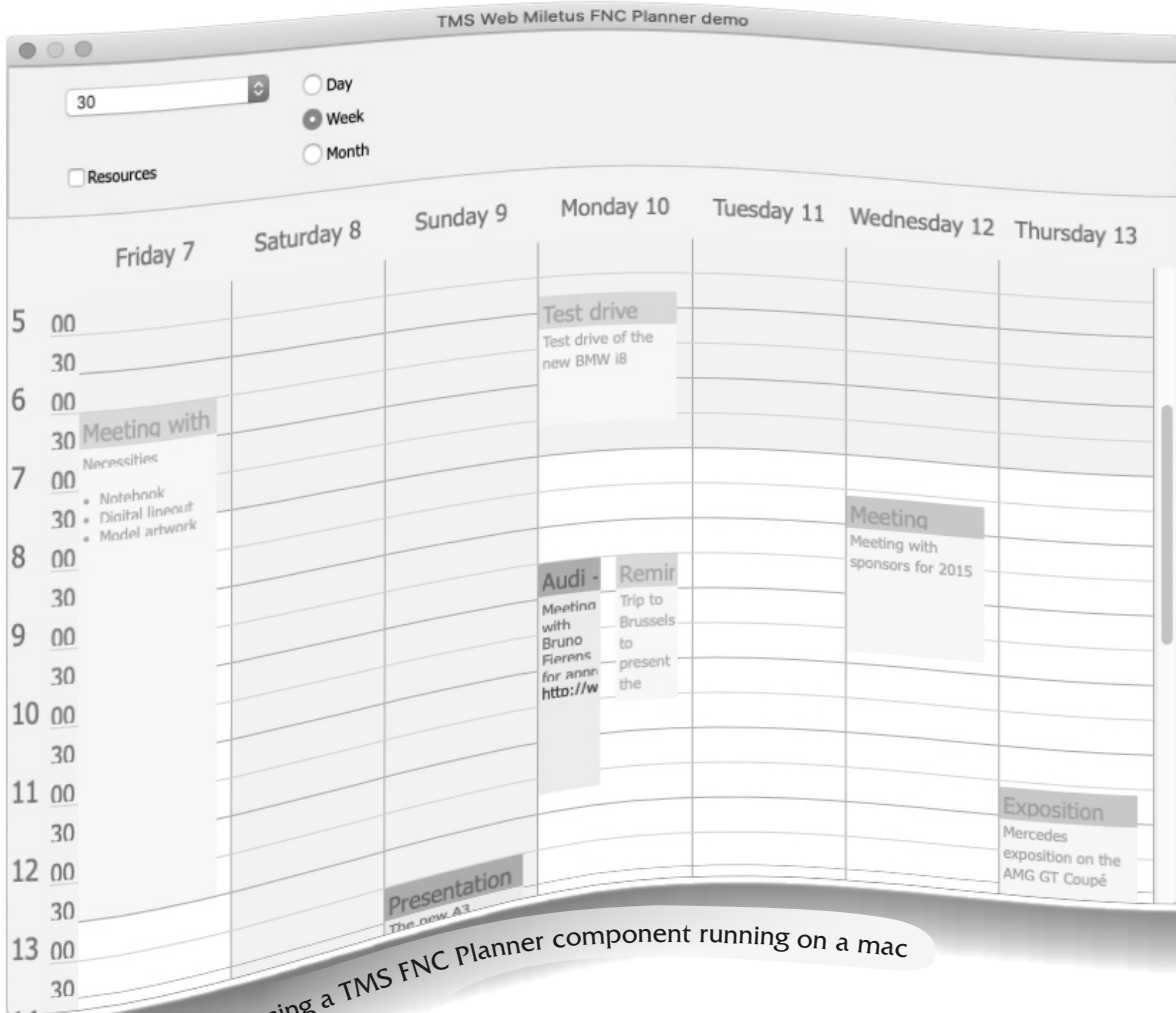 TMS Web Miletus FNC Planner demo
30
Day
Week
Month
Resources
Friday 7
Saturday 8
Sunday 9
Monday 10
Tuesday 11
Wednesday 12
Thursday 13
5 00
30
6 00
30
7 00
30
8 00
30
9 00
30
10 00
30
11 00
30
12 00
30
13 00
30
Meeting with
Necessities
• Notebook
• Digital lineout
• Model artwork
Presentation
The new A3
Test drive
Test drive of the
new BMW i8
Audi -
Meeting
with
Bruno
Fierens
for appr
http://w
Remir
Trip to
Brussels
to
present
the
Meeting
Meeting with
sponsors for 2015
Exposition
Mercedes
exposition on the
AMG GT Coupé
a TMS FNC Planner component running on a mac